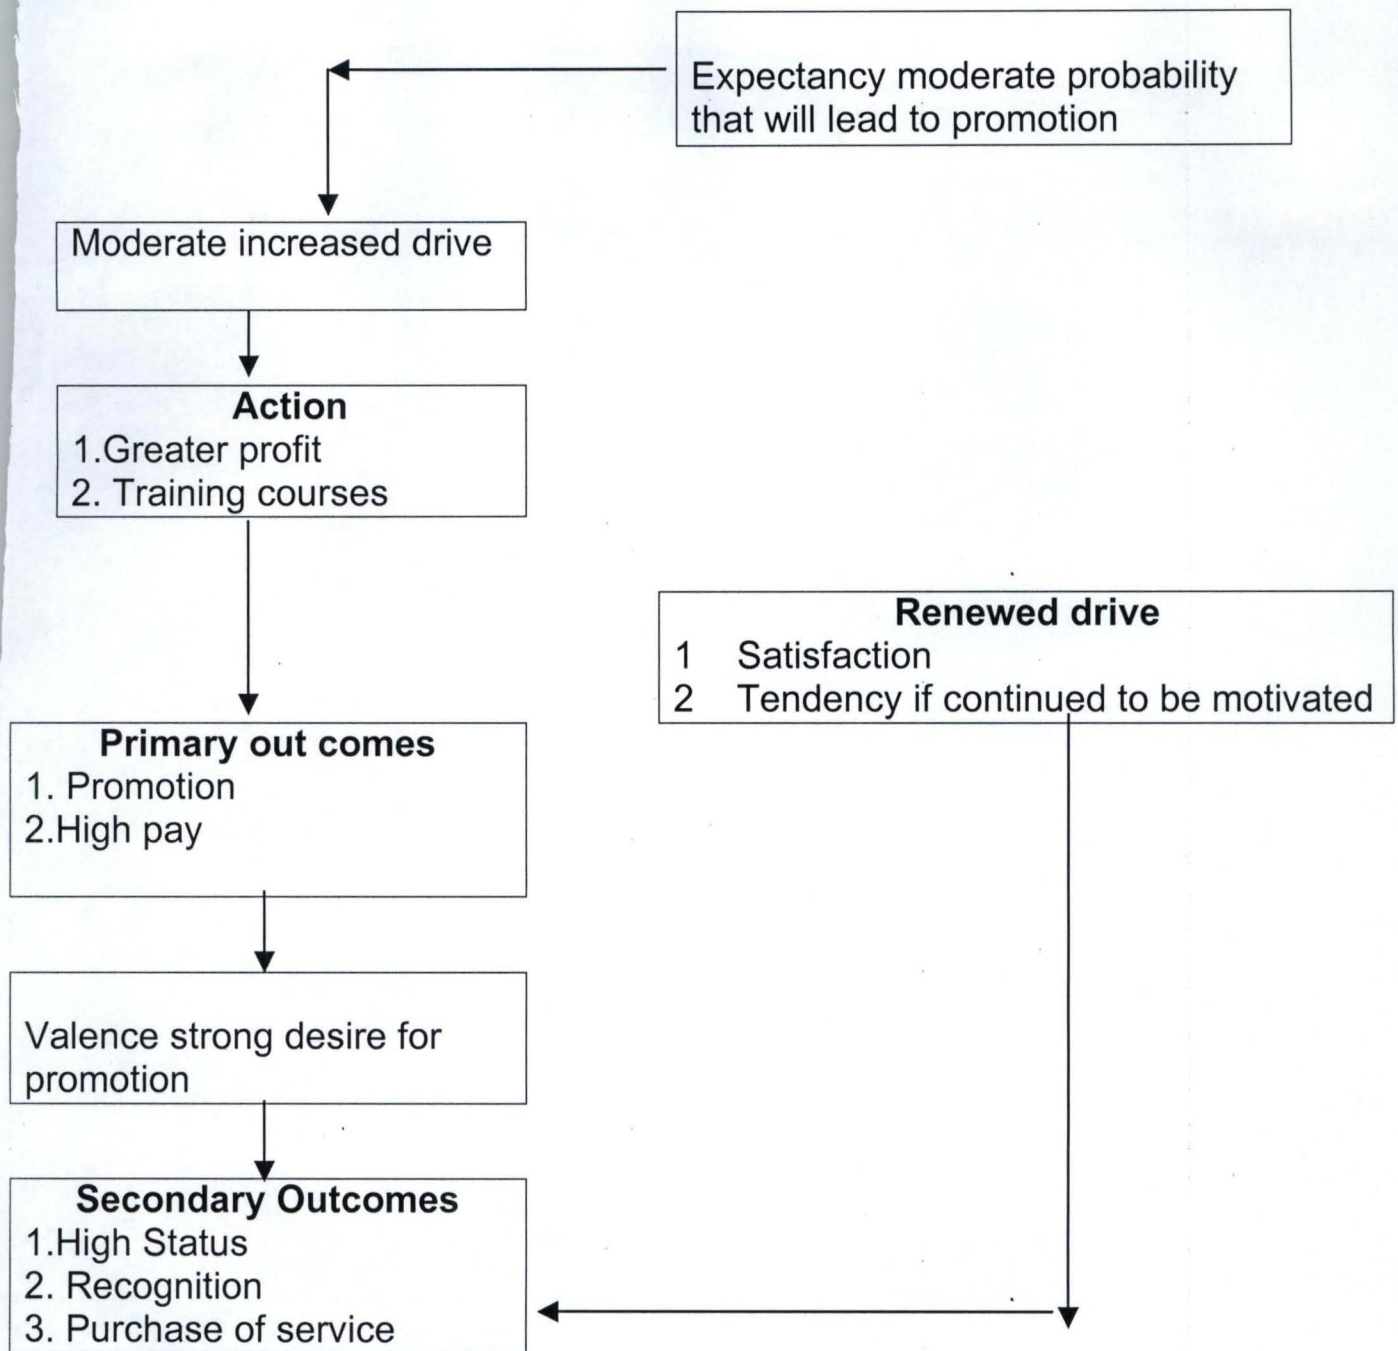 Expectancy moderate probability
that will lead to promotion
Moderate increased drive
Action
1.Greater profit
2. Training courses
Renewed drive
1 Satisfaction
2 Tendency if continued to be motivated
Primary out comes
1. Promotion
2.High pay
Valence strong desire for
promotion
Secondary Outcomes
1.High Status
2. Recognition
3. Purchase of service